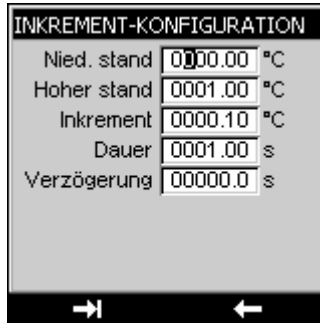 INKREMENT-KONFIGURATION
Nied. stand 0000.00 °C
Hoher stand 0001.00 °C
Inkrement 0000.10 °C
Dauer 0001.00 s
Verzögerung 00000.0 s